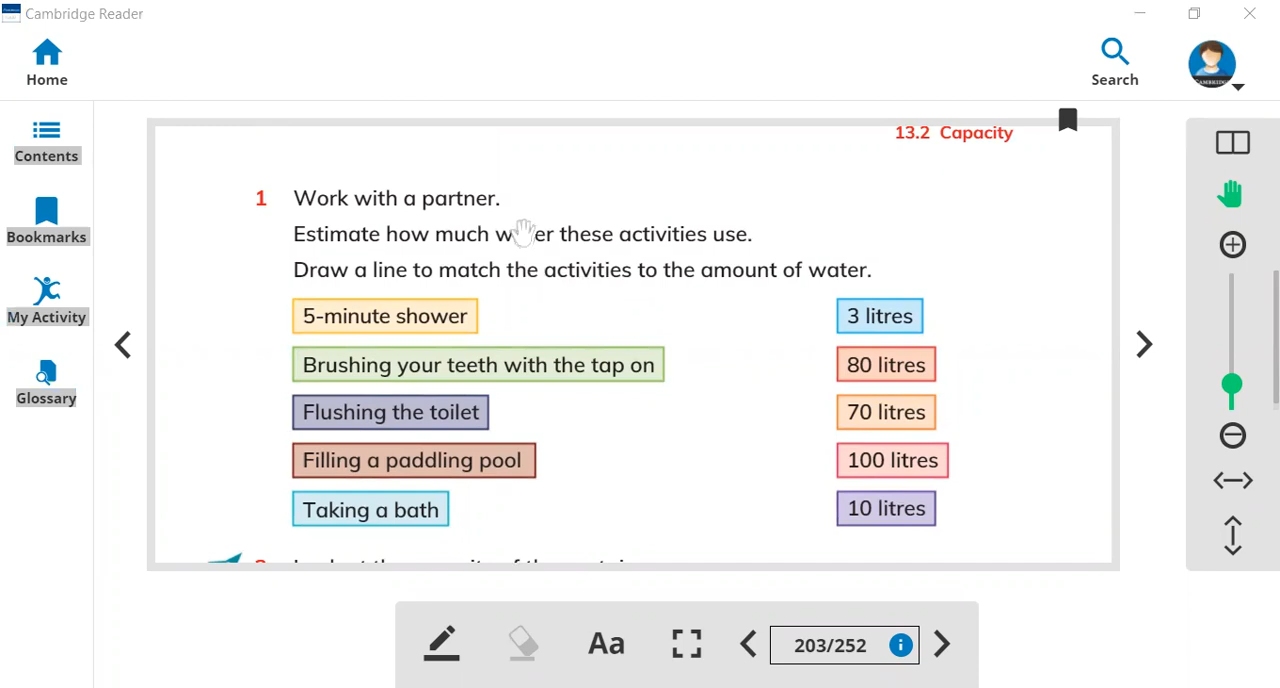 Cambridge Reader
Home
Search
Contents
Bookmarks
My Activity
Glossary
13.2 Capacity
1 Work with a partner.
Estimate how much these activities use.
Draw a line to match the activities to the amount of water.
5-minute shower 3 litres
Brushing your teeth with the tap on 80 litres
Flushing the toilet 70 litres
Filling a paddling pool 100 litres
Taking a bath 10 litres
Aa
203/252